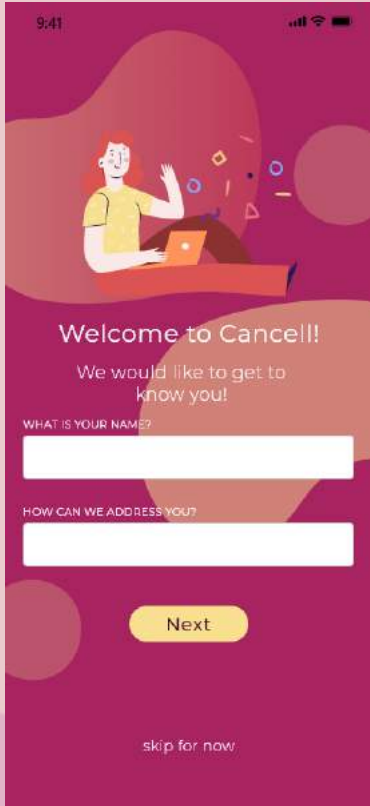 9:41
Welcome to Cancell!
We would like to get to
know you!
WHAT IS YOUR NAME?
HOW CAN WE ADDRESS YOU?
Next
skip for now